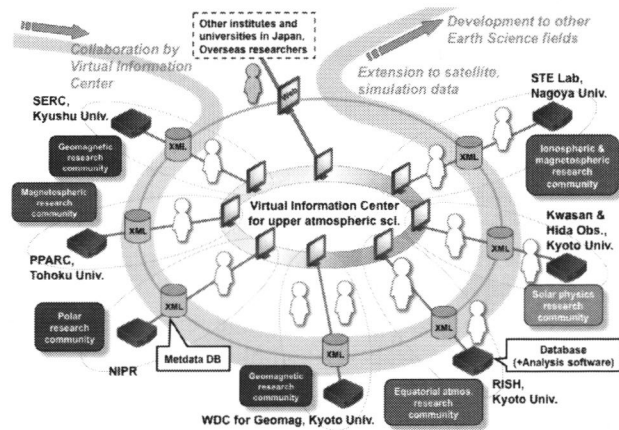 Other institutes and
universities in Japan,
Overseas researchers
Collaboration by
Virtual Information
Center
Development to other
Earth Science fields
Extension to satellite,
simulation data
SERC,
Kyushu Univ.
STE Lab,
Nagoya Univ.
Web
XML
XML
Geomagnetic
research
community
Ionospheric &
magnetospheric
research
community
Magnetospheric
research
community
Virtual Information Center
for upper atmospheric sci.
Kwasan &
Hida Obs.,
Kyoto Univ.
XML
XML
PPARC,
Tohoku Univ.
Solar physics
research
community
Polar
research
community
XML
XML
XML
NIPR
Metdata DB
Database
(+Analysis software)
Geomagnetic
research
community
Equatorial atmos.
research
community
RISH,
Kyoto Univ.
WDC for Geomag, Kyoto Univ.